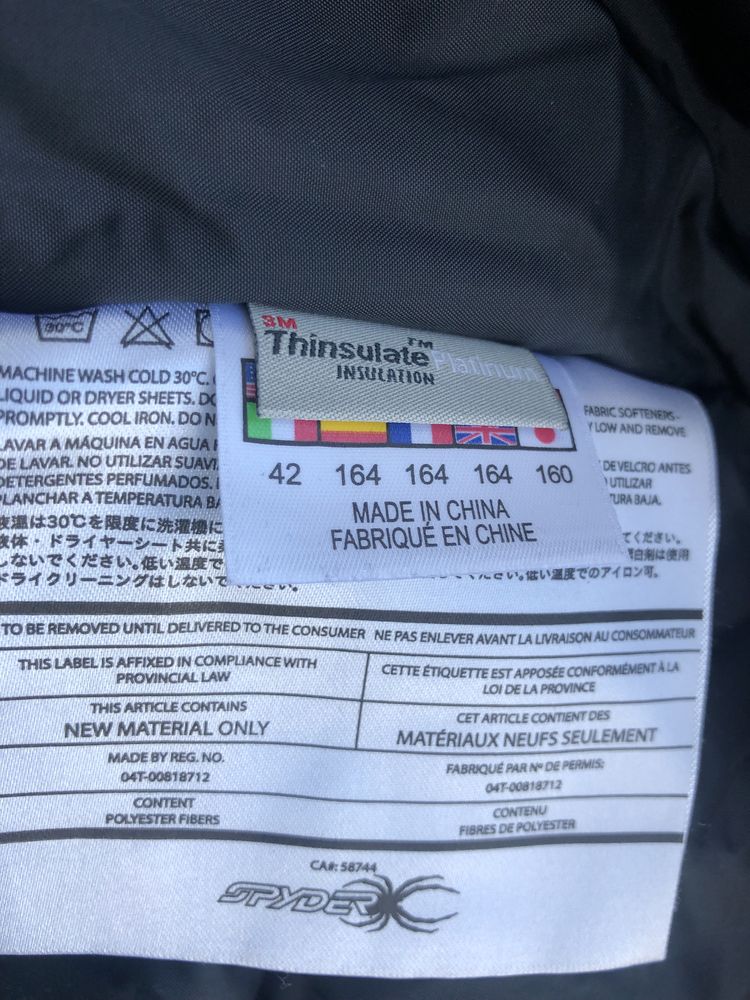 30°C
3M
Thinsulate™ Platinum
INSULATION
42 164 164 164 160
MADE IN CHINA
FABRIQUÉ EN CHINE
MACHINE WASH COLD 30°C.
LIQUID OR DRYER SHEETS.
PROMPTLY. COOL IRON.
LAVAR A MÁQUINA EN AGUA
DE LAVAR. NO UTILIZAR
DETERGENTES PERFUMADOS.
PLANCHAR A TEMPERATURA
液温は30℃を限度に洗濯機に
液体・ドライヤーシート共に
しないでください。低い温度で
ドライクリーニングはしないで
FABRIC SOFTENERS -
LOW AND REMOVE
DE VELCRO ANTES
UTILIZAR
BAJA.
てください。
は使用
ください。低い温度でのアイロン可。
TO BE REMOVED UNTIL DELIVERED TO THE CONSUMER NE PAS ENLEVER AVANT LA LIVRAISON AU CONSOMMATEUR
THIS LABEL IS AFFIXED IN COMPLIANCE WITH
PROVINCIAL LAW
CETTE ÉTIQUETTE EST APPOSÉE CONFORMÉMENT À LA
LOI DE LA PROVINCE
THIS ARTICLE CONTAINS
NEW MATERIAL ONLY
CET ARTICLE CONTIENT DES
MATÉRIAUX NEUFS SEULEMENT
MADE BY REG. NO.
04T-00818712
FABRIQUÉ PAR Nº DE PERMIS:
04T-00818712
CONTENT
POLYESTER FIBERS
CONTENU
FIBRES DE POLYESTER
CA#: 58744
SPYDER